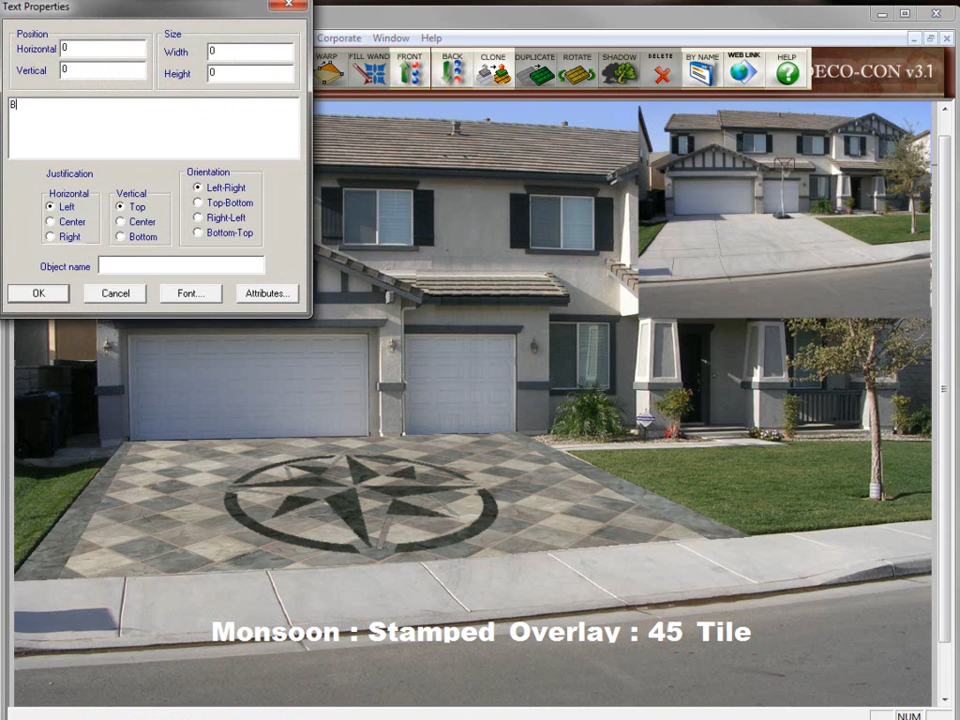 Text Properties
Position
Horizontal 0
Vertical 0
Size
Width 0
Height 0
B
Justification
Horizontal
Left
Center
Right
Vertical
Top
Center
Bottom
Orientation
Left-Right
Top-Bottom
Right-Left
Bottom-Top
Object name
OK Cancel Font.... Attributes...
Corporate Window Help
WARP FILL WAND FRONT BACK CLONE DUPLICATE ROTATE SHADOW DELETE BY NAME WEB LINK HELP
DECO-CON v3.1
Monsoon : Stamped Overlay : 45 Tile
NUM